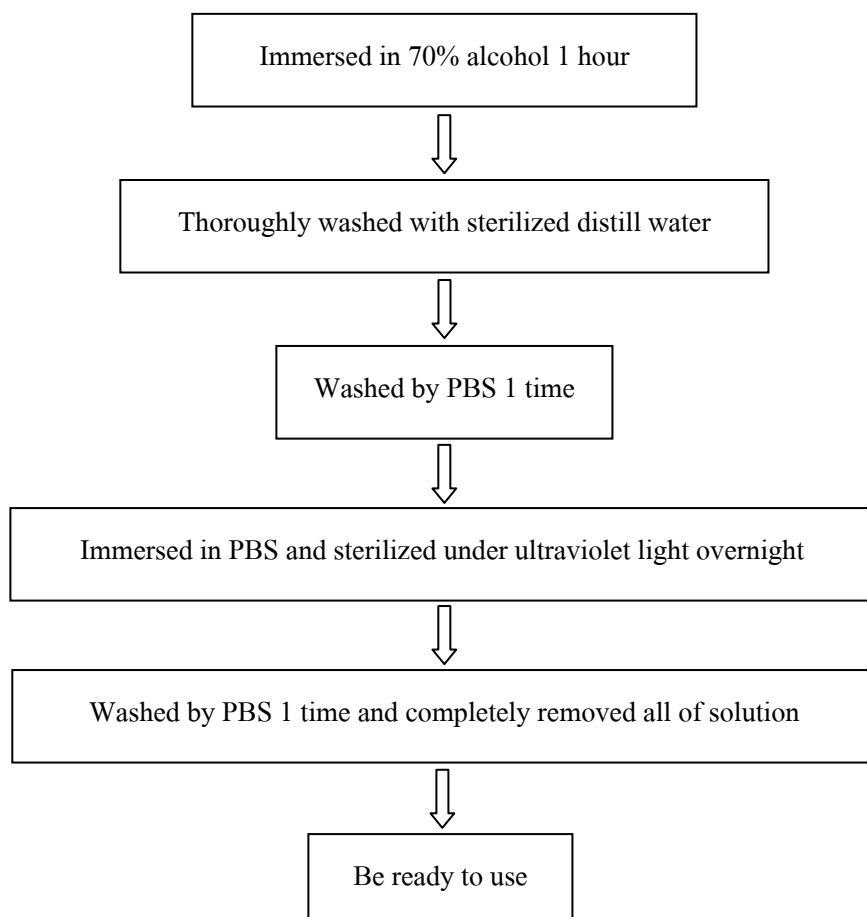 Immersed in 70% alcohol 1 hour
Thoroughly washed with sterilized distill water
Washed by PBS 1 time
Immersed in PBS and sterilized under ultraviolet light overnight
Washed by PBS 1 time and completely removed all of solution
Be ready to use